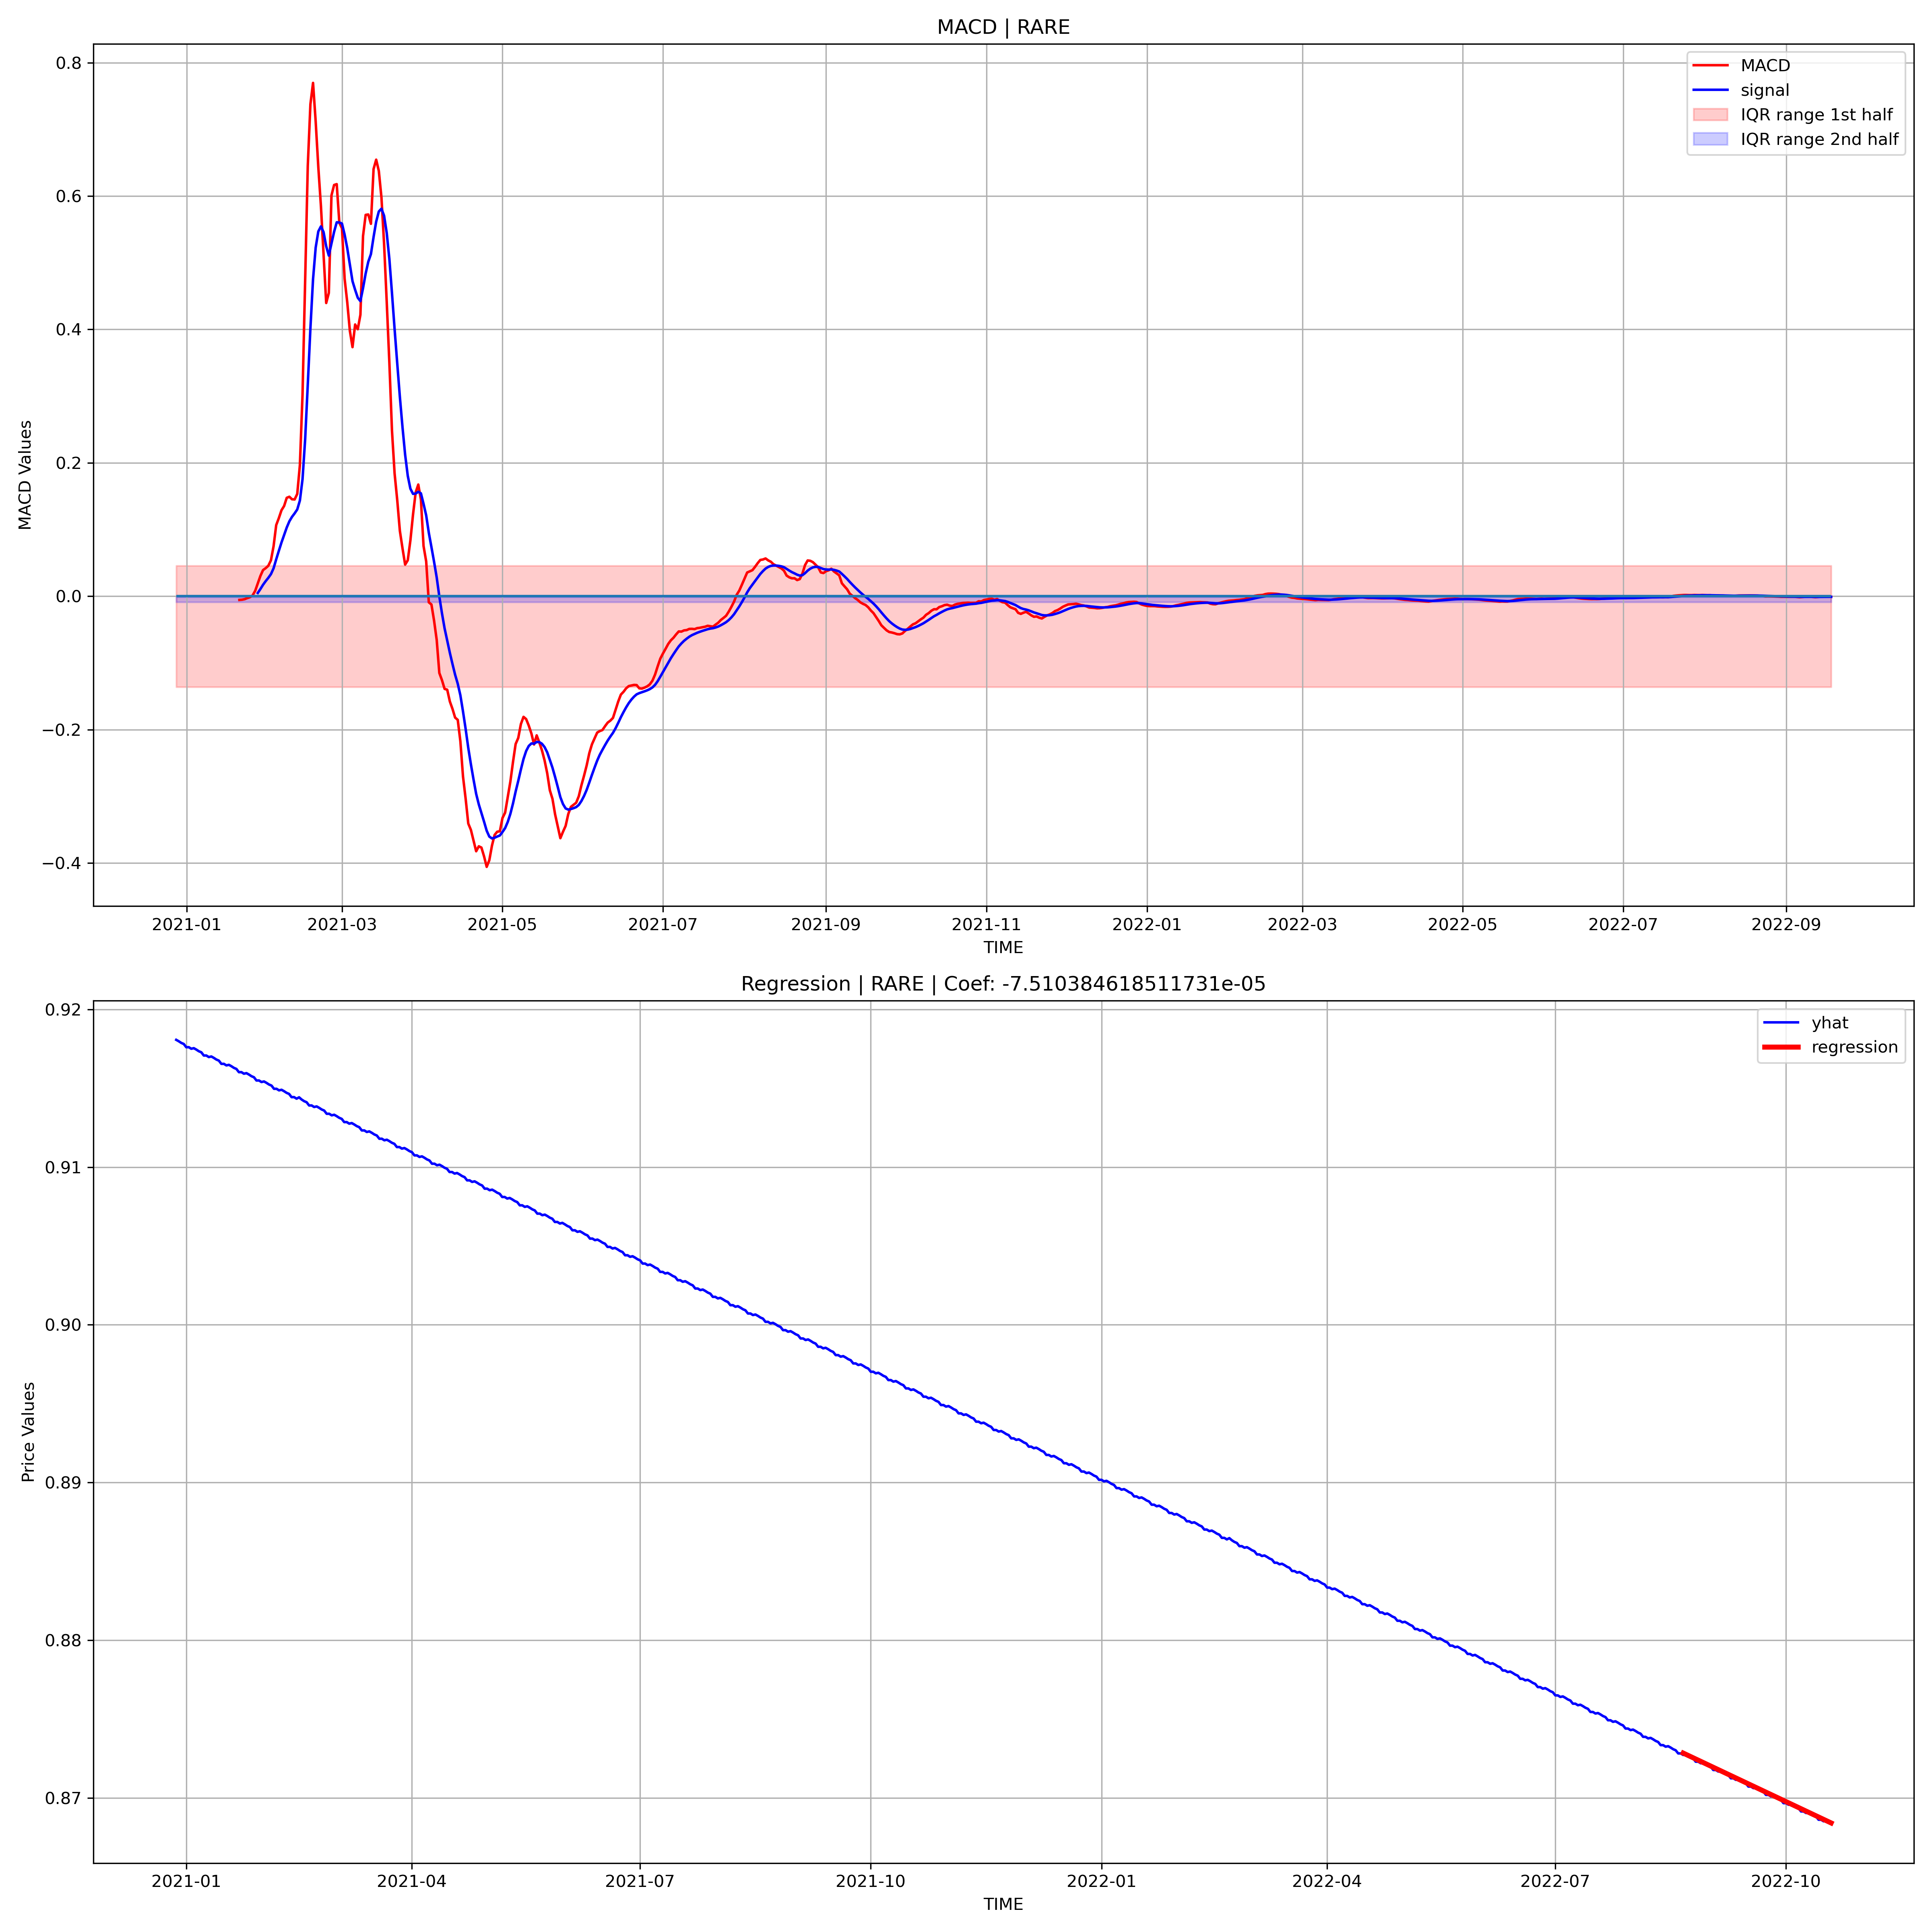 MACD | RARE
MACD
signal
IQR range 1st half
IQR range 2nd half
MACD Values
0.8
0.6
0.4
0.2
0.0
−0.2
−0.4
2021-01 2021-03 2021-05 2021-07 2021-09 2021-11 2022-01 2022-03 2022-05 2022-07 2022-09
TIME
Regression | RARE | Coef: -7.510384618511731e-05
yhat
regression
Price Values
0.92
0.91
0.90
0.89
0.88
0.87
2021-01 2021-04 2021-07 2021-10 2022-01 2022-04 2022-07 2022-10
TIME